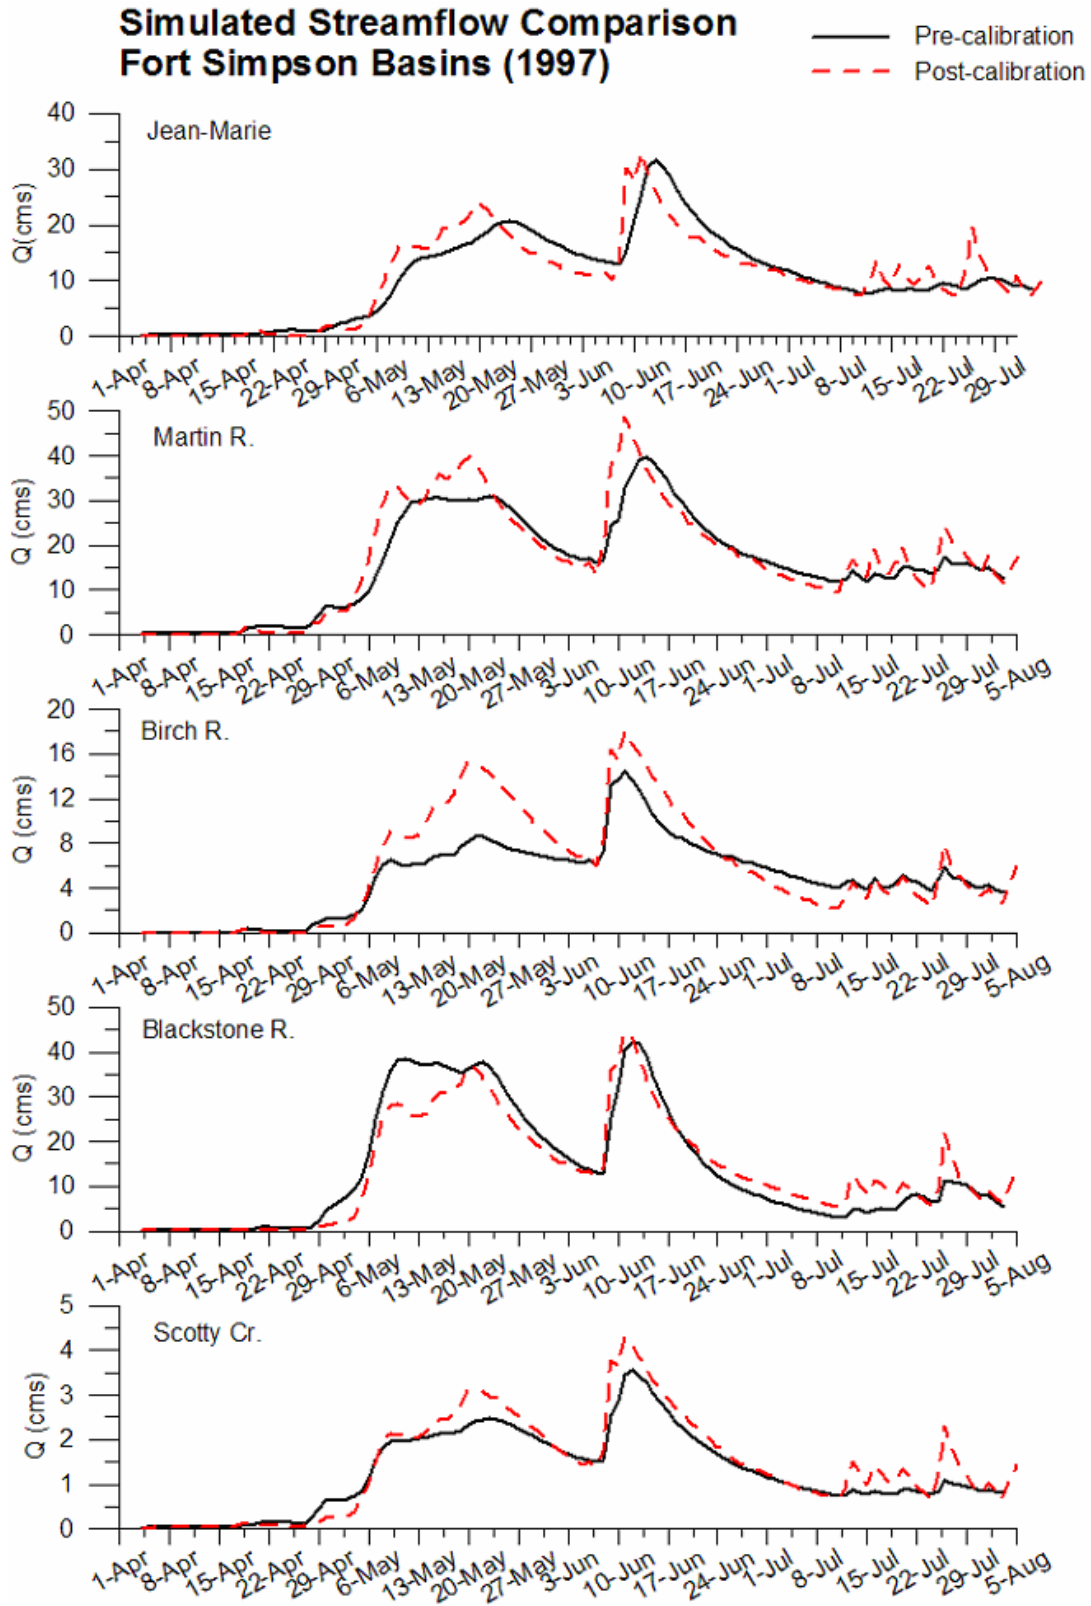 Simulated Streamflow Comparison
Fort Simpson Basins (1997)
Pre-calibration
Post-calibration
Jean-Marie
Q(cms)
40
30
20
10
0
1-Apr 8-Apr 15-Apr 22-Apr 29-Apr 6-May 13-May 20-May 27-May 3-Jun 10-Jun 17-Jun 24-Jun 1-Jul 8-Jul 15-Jul 22-Jul 29-Jul
Martin R.
Q (cms)
50
40
30
20
10
0
1-Apr 8-Apr 15-Apr 22-Apr 29-Apr 6-May 13-May 20-May 27-May 3-Jun 10-Jun 17-Jun 24-Jun 1-Jul 8-Jul 15-Jul 22-Jul 29-Jul 5-Aug
Birch R.
Q (cms)
20
16
12
8
4
0
1-Apr 8-Apr 15-Apr 22-Apr 29-Apr 6-May 13-May 20-May 27-May 3-Jun 10-Jun 17-Jun 24-Jun 1-Jul 8-Jul 15-Jul 22-Jul 29-Jul 5-Aug
Blackstone R.
Q (cms)
50
40
30
20
10
0
1-Apr 8-Apr 15-Apr 22-Apr 29-Apr 6-May 13-May 20-May 27-May 3-Jun 10-Jun 17-Jun 24-Jun 1-Jul 8-Jul 15-Jul 22-Jul 29-Jul 5-Aug
Scotty Cr.
Q (cms)
5
4
3
2
1
0
1-Apr 8-Apr 15-Apr 22-Apr 29-Apr 6-May 13-May 20-May 27-May 3-Jun 10-Jun 17-Jun 24-Jun 1-Jul 8-Jul 15-Jul 22-Jul 29-Jul 5-Aug